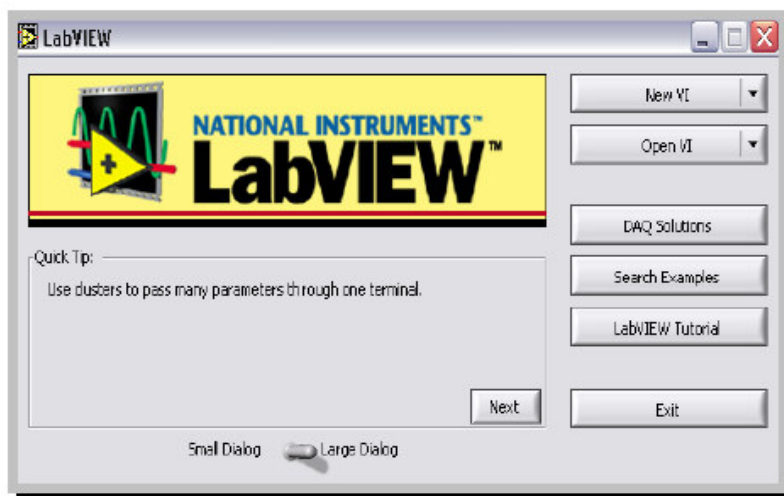 LabVIEW
NATIONAL INSTRUMENTS™
LabVIEW™
New VI
Open VI
DAQ Solutions
Search Examples
LabVIEW Tutorial
Exit
Quick Tip:
Use clusters to pass many parameters through one terminal.
Next
Small Dialog Large Dialog